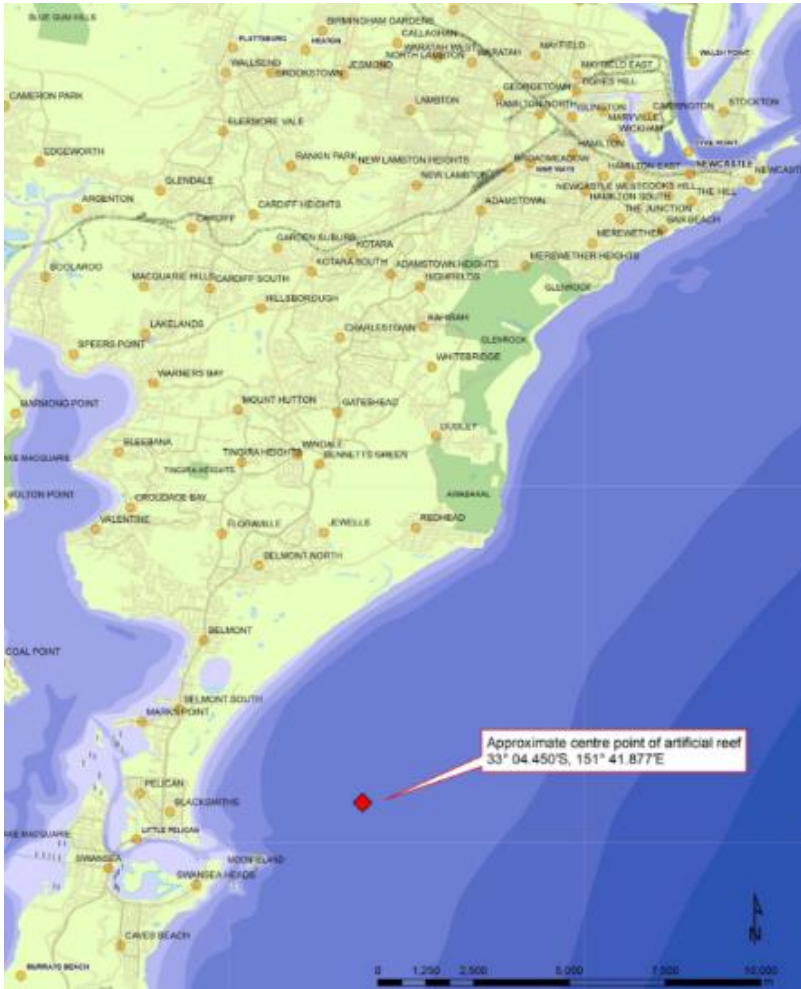 BLUE GUM HILLS
BIRMINGHAM GARDENS
CALLAGHAN
PLATTSBURG
HEATON
WARATAH WEST
NORTH LAMBTON
WARATAH
MAYFIELD
WALSH POINT
WALLSEND
BROOKSTOWN
JESMOND
MAYFIELD EAST
CAMERON PARK
GEORGETOWN
LAMBTON
HAMILTON NORTH
ISLINGTON
CARRINGTON
STOCKTON
MARYVILLE
WICKHAM
ELERMORE VALE
HAMILTON
EDGEWORTH
RANKIN PARK
NEW LAMBTON HEIGHTS
BROADMEADOW
HAMILTON EAST
NEWCASTLE
NINE WAYS
NEW LAMBTON
GLENDALE
NEWCASTLE WEST
COOKS HILL
HAMILTON SOUTH
THE HILL
ARGENTON
CARDIFF HEIGHTS
ADAMSTOWN
THE JUNCTION
BAR BEACH
CARDIFF
MEREWETHER
GARDEN SUBURB
KOTARA
MEREWETHER HEIGHTS
BOOLAROO
KOTARA SOUTH
ADAMSTOWN HEIGHTS
HIGHFIELDS
MACQUARIE HILLS
CARDIFF SOUTH
GLENROCK
HILLSBOROUGH
LAKELANDS
CHARLESTOWN
KAHIBAH
GLENROCK
SPEERS POINT
WHITEBRIDGE
WARNERS BAY
MARMONG POINT
MOUNT HUTTON
GATESHEAD
DUDLEY
ELEEBANA
WINDALE
TINGIRA HEIGHTS
BENNETTS GREEN
TINGIRA HEIGHTS
AWABAKAL
CROUDACE BAY
VALENTINE
FLORAVILLE
JEWELLS
REDHEAD
BELMONT NORTH
BELMONT
COAL POINT
BELMONT SOUTH
MARKS POINT
Approximate centre point of artificial reef
33° 04.450'S, 151° 41.877'E
PELICAN
BLACKSMITHS
LITTLE PELICAN
SWANSEA
MOON ISLAND
SWANSEA HEADS
CAVES BEACH
N
MURRAYS BEACH
0 1,250 2,500 5,000 7,500 10,000
m